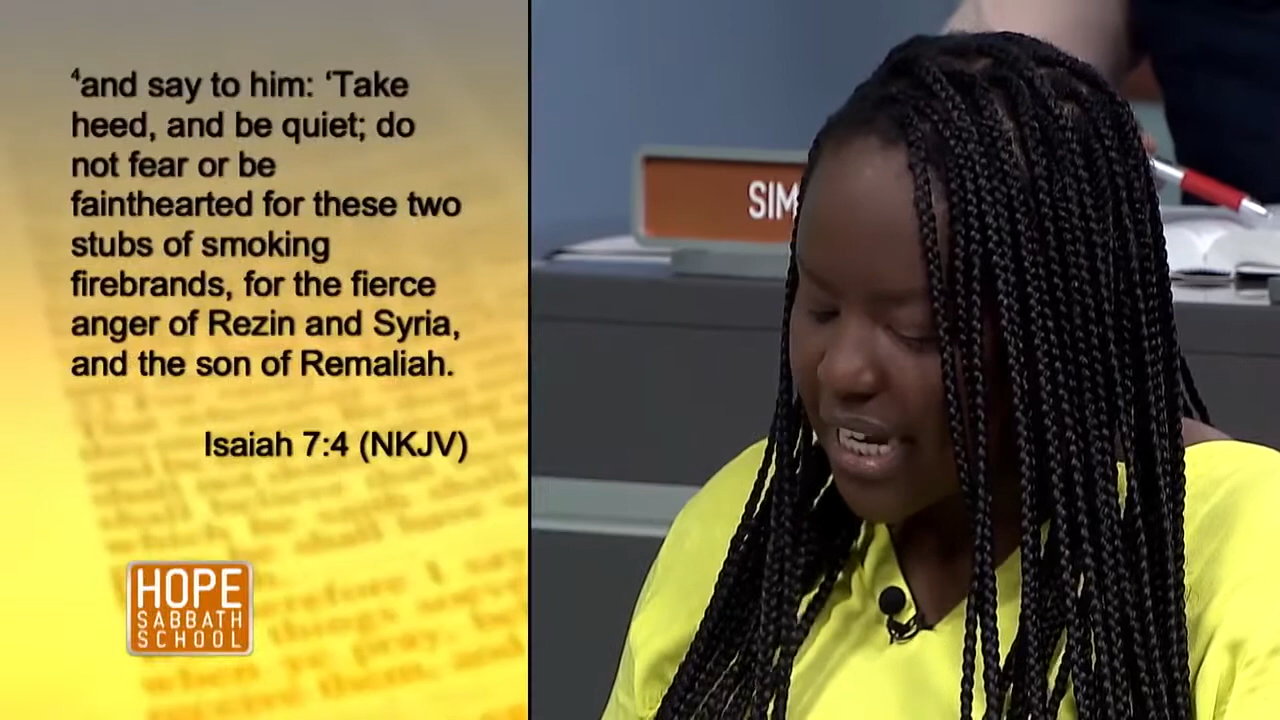 ⁴and say to him: ‘Take
heed, and be quiet; do
not fear or be
fainthearted for these two
stubs of smoking
firebrands, for the fierce
anger of Rezin and Syria,
and the son of Remaliah.
Isaiah 7:4 (NKJV)
HOPE
SABBATH
SCHOOL
SIM